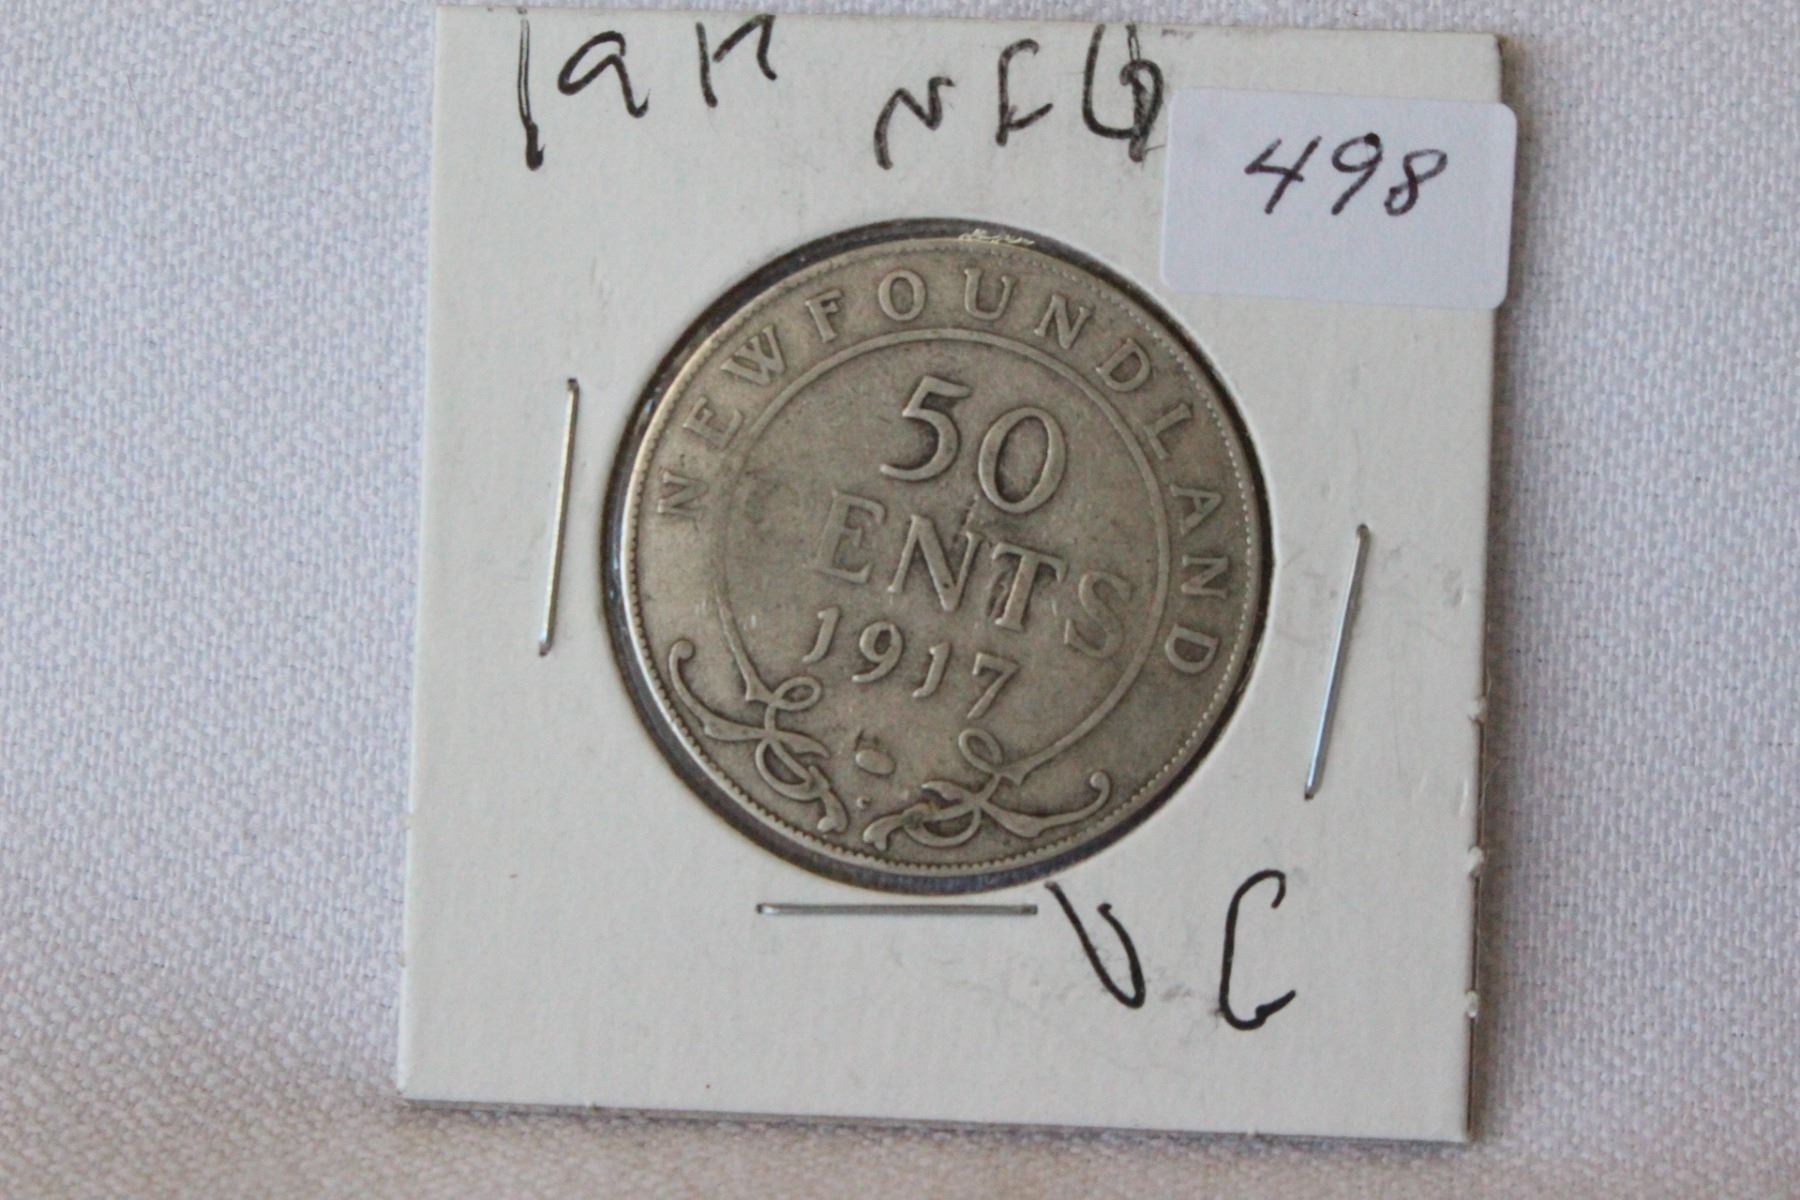 1917 NFLD
498
NEWFOUNDLAND
50
CENTS
1917
C
VG